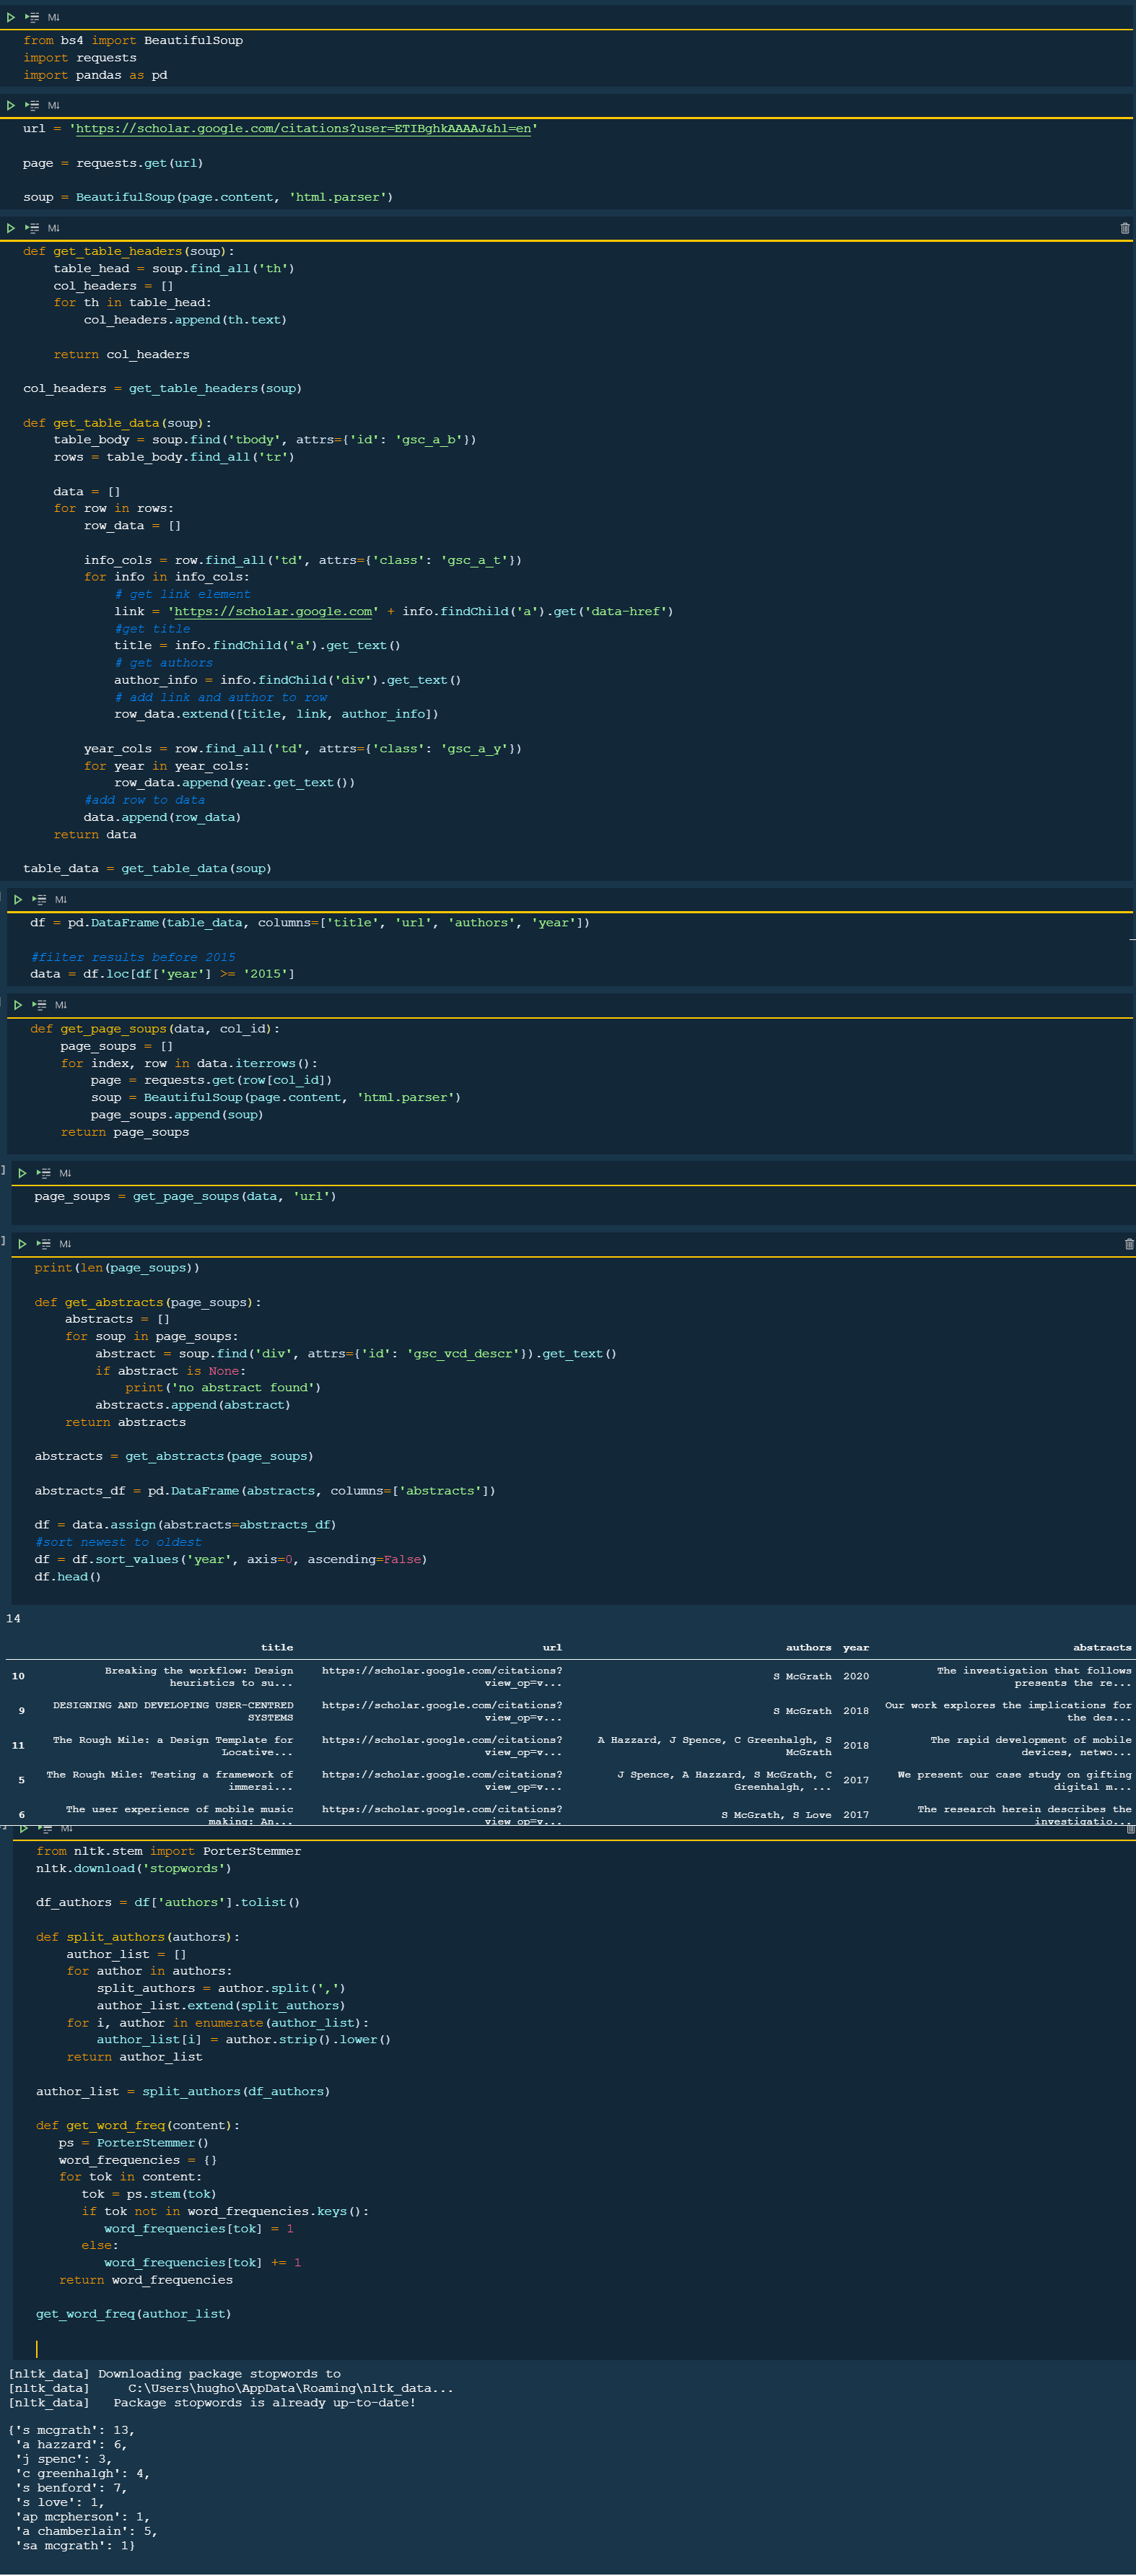 M↓
from bs4 import BeautifulSoup
import requests
import pandas as pd
M↓
url = 'https://scholar.google.com/citations?user=ETIBghkAAAAJ&hl=en'
page = requests.get(url)
soup = BeautifulSoup(page.content, 'html.parser')
M↓
def get_table_headers(soup):
    table_head = soup.find_all('th')
    col_headers = []
    for th in table_head:
        col_headers.append(th.text)
    return col_headers
col_headers = get_table_headers(soup)
def get_table_data(soup):
    table_body = soup.find('tbody', attrs={'id': 'gsc_a_b'})
    rows = table_body.find_all('tr')
    data = []
    for row in rows:
        row_data = []
        info_cols = row.find_all('td', attrs={'class': 'gsc_a_t'})
        for info in info_cols:
            # get link element
            link = 'https://scholar.google.com' + info.findChild('a').get('data-href')
            #get title
            title = info.findChild('a').get_text()
            # get authors
            author_info = info.findChild('div').get_text()
            # add link and author to row
            row_data.extend([title, link, author_info])
        year_cols = row.find_all('td', attrs={'class': 'gsc_a_y'})
        for year in year_cols:
            row_data.append(year.get_text())
        #add row to data
        data.append(row_data)
    return data
table_data = get_table_data(soup)
M↓
df = pd.DataFrame(table_data, columns=['title', 'url', 'authors', 'year'])
#filter results before 2015
data = df.loc[df['year'] >= '2015']
M↓
def get_page_soups(data, col_id):
    page_soups = []
    for index, row in data.iterrows():
        page = requests.get(row[col_id])
        soup = BeautifulSoup(page.content, 'html.parser')
        page_soups.append(soup)
    return page_soups
] M↓
page_soups = get_page_soups(data, 'url')
] M↓
print(len(page_soups))
def get_abstracts(page_soups):
    abstracts = []
    for soup in page_soups:
        abstract = soup.find('div', attrs={'id': 'gsc_vcd_descr'}).get_text()
        if abstract is None:
            print('no abstract found')
        abstracts.append(abstract)
    return abstracts
abstracts = get_abstracts(page_soups)
abstracts_df = pd.DataFrame(abstracts, columns=['abstracts'])
df = data.assign(abstracts=abstracts_df)
#sort newest to oldest
df = df.sort_values('year', axis=0, ascending=False)
df.head()
14
title url authors year abstracts
10 Breaking the workflow: Design heuristics to su... https://scholar.google.com/citations?view_op=v... S McGrath 2020 The investigation that follows presents the re...
9 DESIGNING AND DEVELOPING USER-CENTRED SYSTEMS https://scholar.google.com/citations?view_op=v... S McGrath 2018 Our work explores the implications for the des...
11 The Rough Mile: a Design Template for Locative... https://scholar.google.com/citations?view_op=v... A Hazzard, J Spence, C Greenhalgh, S McGrath 2018 The rapid development of mobile devices, netwo...
5 The Rough Mile: Testing a framework of immersi... https://scholar.google.com/citations?view_op=v... J Spence, A Hazzard, S McGrath, C Greenhalgh, ... 2017 We present our case study on gifting digital m...
6 The user experience of mobile music making: An... https://scholar.google.com/citations?view_op=v... S McGrath, S Love 2017 The research herein describes the investigatio...
M↓
from nltk.stem import PorterStemmer
nltk.download('stopwords')
df_authors = df['authors'].tolist()
def split_authors(authors):
    author_list = []
    for author in authors:
        split_authors = author.split(',')
        author_list.extend(split_authors)
    for i, author in enumerate(author_list):
        author_list[i] = author.strip().lower()
    return author_list
author_list = split_authors(df_authors)
def get_word_freq(content):
   ps = PorterStemmer()
   word_frequencies = {}
   for tok in content:
      tok = ps.stem(tok)
      if tok not in word_frequencies.keys():
         word_frequencies[tok] = 1
      else:
         word_frequencies[tok] += 1
   return word_frequencies
get_word_freq(author_list)
[nltk_data] Downloading package stopwords to
[nltk_data]     C:\Users\hugho\AppData\Roaming\nltk_data...
[nltk_data]   Package stopwords is already up-to-date!
{'s mcgrath': 13,
 'a hazzard': 6,
 'j spenc': 3,
 'c greenhalgh': 4,
 's benford': 7,
 's love': 1,
 'ap mcpherson': 1,
 'a chamberlain': 5,
 'sa mcgrath': 1}